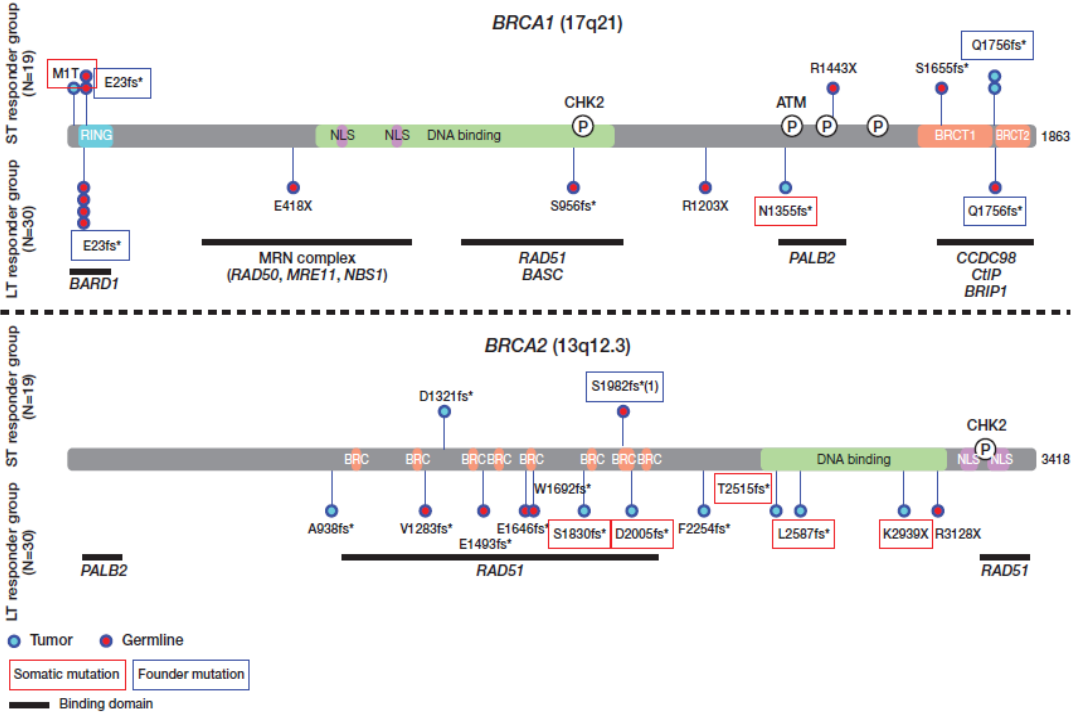 BRCA1 (17q21)
ST responder group
(N=19)
M1T
E23fs*
R1443X
S1655fs*
Q1756fs*
CHK2
ATM
RING
NLS
NLS
DNA binding
P
P
P
P
BRCT1
BRCT2
1863
LT responder group
(N=30)
E23fs*
E418X
S956fs*
R1203X
N1355fs*
Q1756fs*
BARD1
MRN complex
(RAD50, MRE11, NBS1)
RAD51
BASC
PALB2
CCDC98
CtIP
BRIP1
BRCA2 (13q12.3)
ST responder group
(N=19)
D1321fs*
S1982fs*(1)
CHK2
P
BRC
BRC
BRC
BRC
BRC
BRC
BRC
BRC
DNA binding
NLS
NLS
3418
LT responder group
(N=30)
A938fs*
V1283fs*
E1493fs*
E1646fs*
W1692fs*
S1830fs*
D2005fs*
F2254fs*
T2515fs*
L2587fs*
K2939X
R3128X
PALB2
RAD51
RAD51
Tumor
Germline
Somatic mutation
Founder mutation
Binding domain